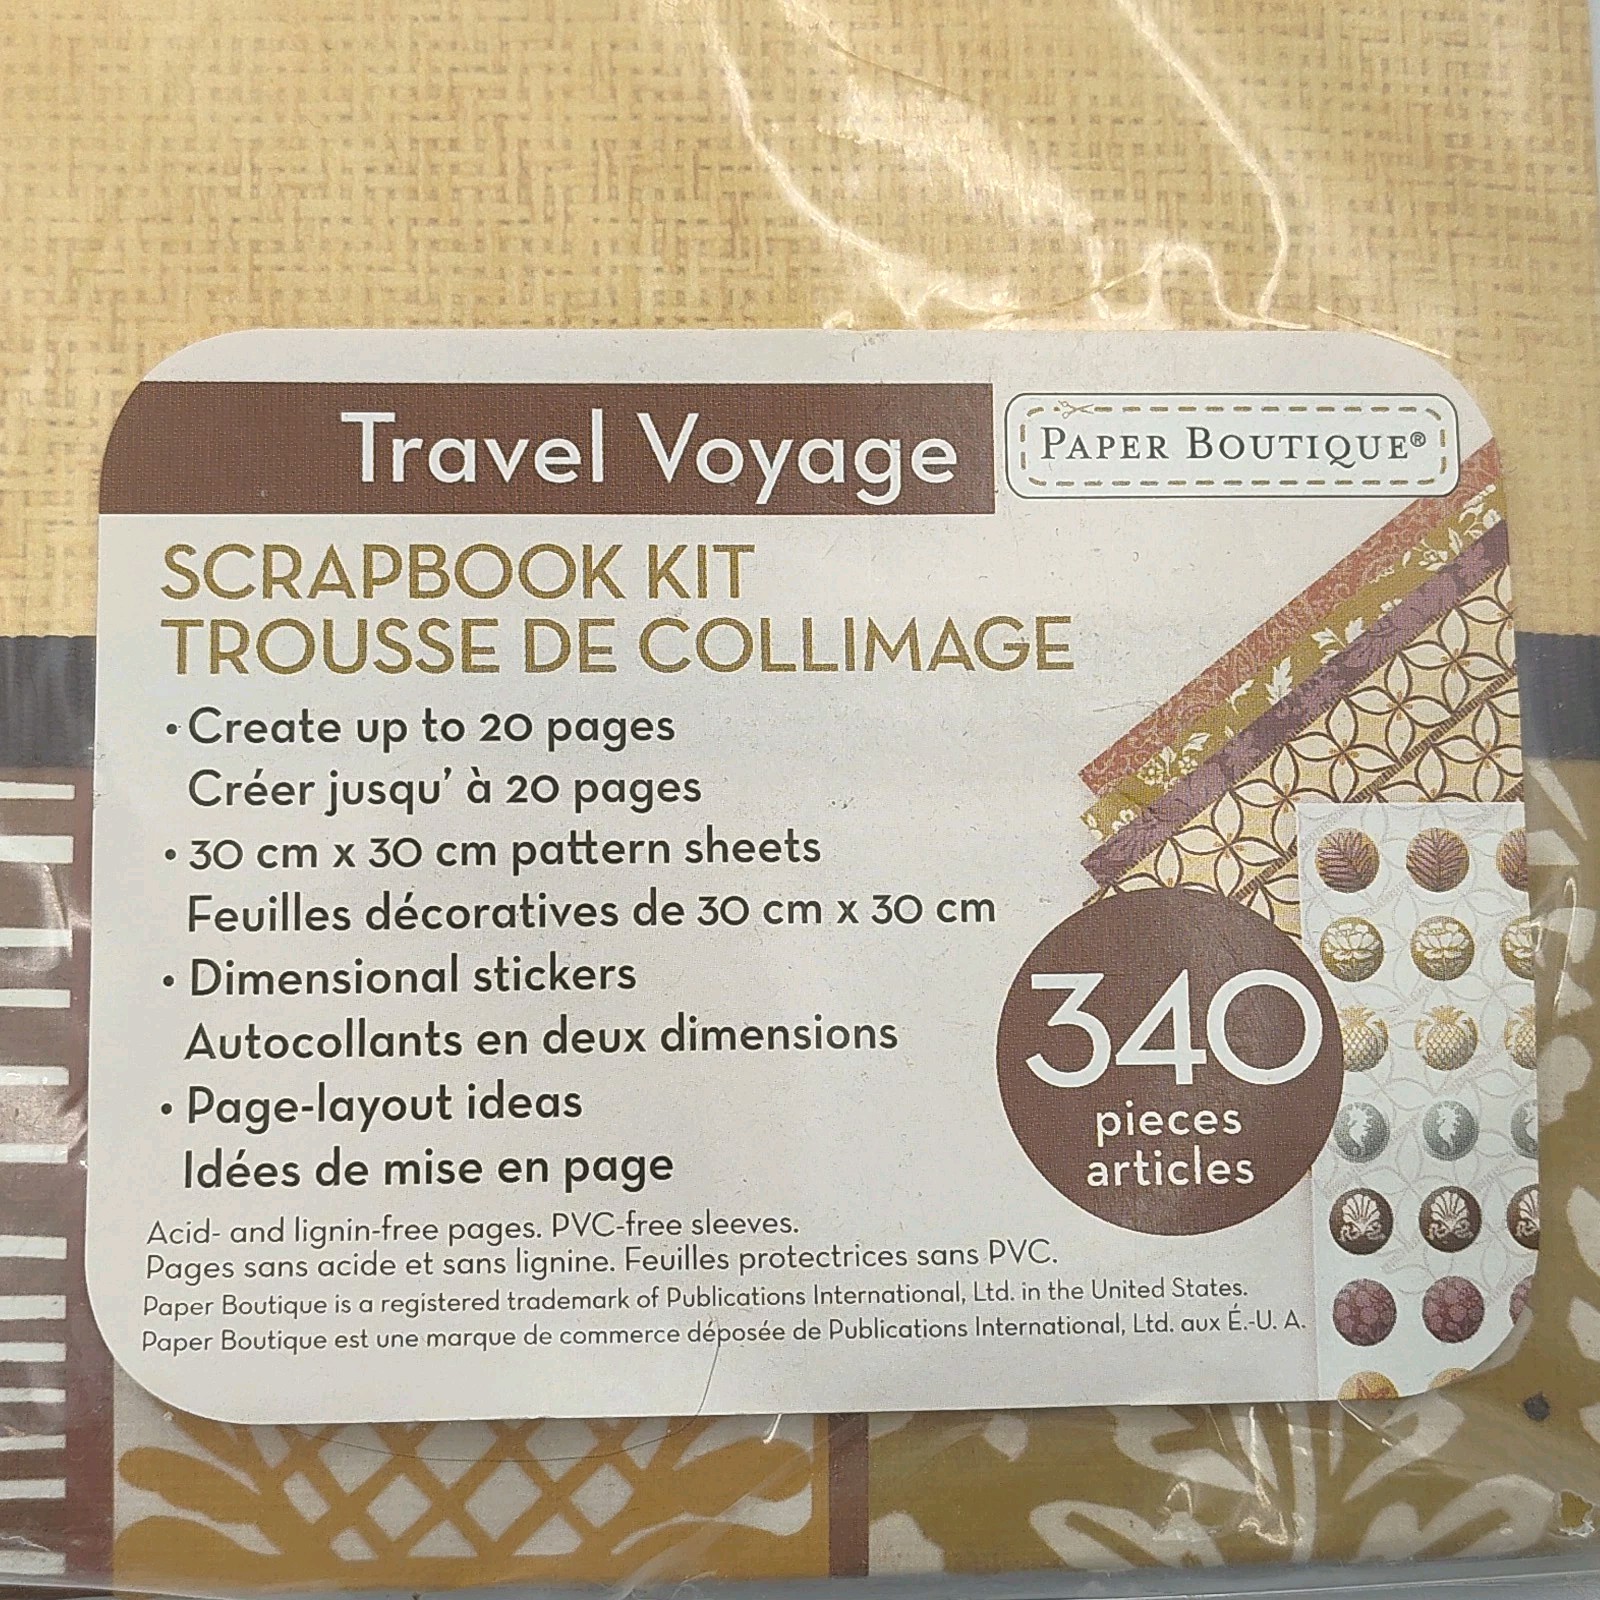 Travel Voyage
PAPER BOUTIQUE®
SCRAPBOOK KIT
TROUSSE DE COLLIMAGE
• Create up to 20 pages
Créer jusqu' à 20 pages
• 30 cm x 30 cm pattern sheets
Feuilles décoratives de 30 cm x 30 cm
• Dimensional stickers
Autocollants en deux dimensions
• Page-layout ideas
Idées de mise en page
340
pieces
articles
Acid- and lignin-free pages. PVC-free sleeves.
Pages sans acide et sans lignine. Feuilles protectrices sans PVC.
Paper Boutique is a registered trademark of Publications International, Ltd. in the United States.
Paper Boutique est une marque de commerce déposée de Publications International, Ltd. aux É.-U. A.